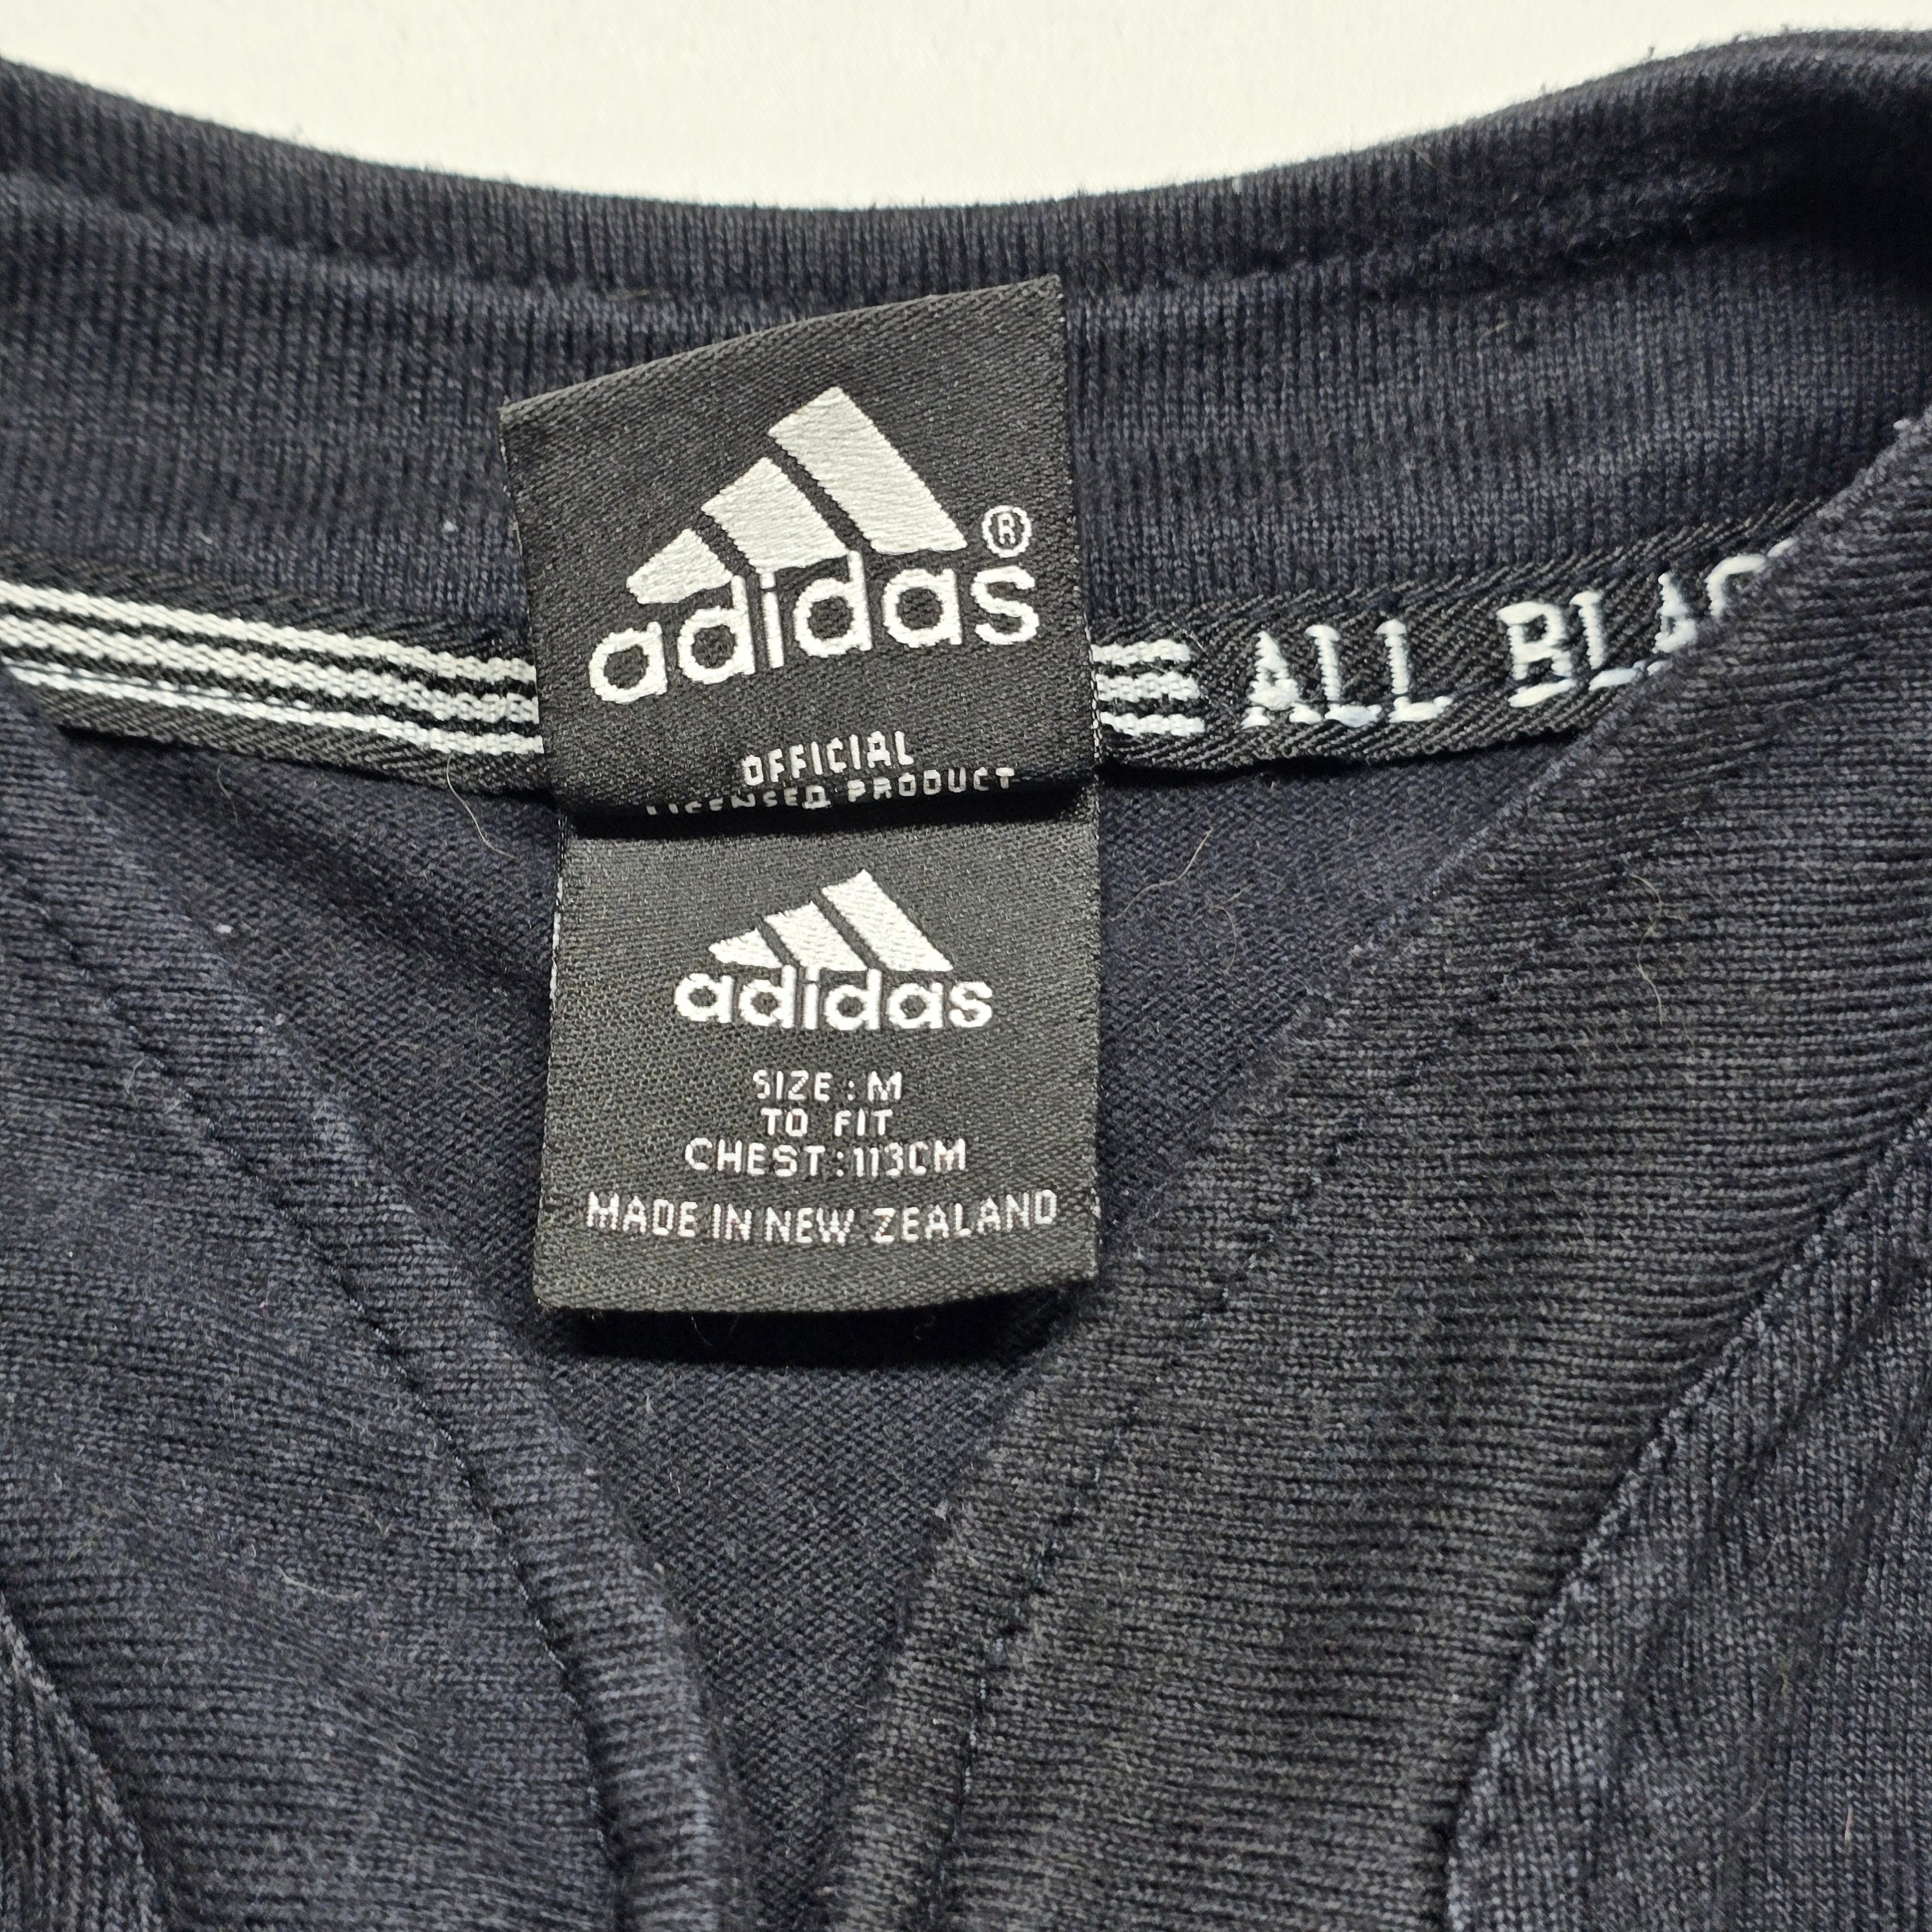 adidas®
OFFICIAL
LICENSED PRODUCT
ALL BLAC
adidas
SIZE : M
TO FIT
CHEST : 113CM
MADE IN NEW ZEALAND